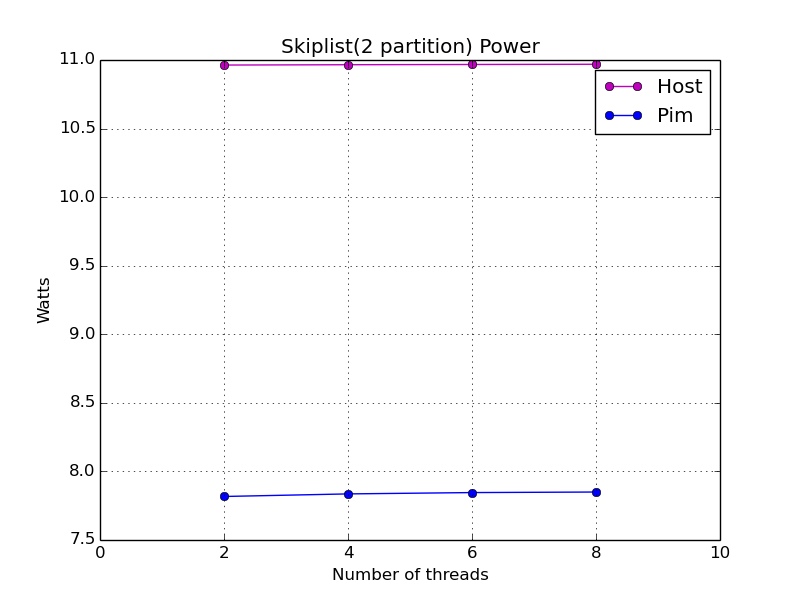 Skiplist(2 partition) Power
11.0
10.5
10.0
9.5
9.0
8.5
8.0
7.5
Watts
Host
Pim
0 2 4 6 8 10
Number of threads